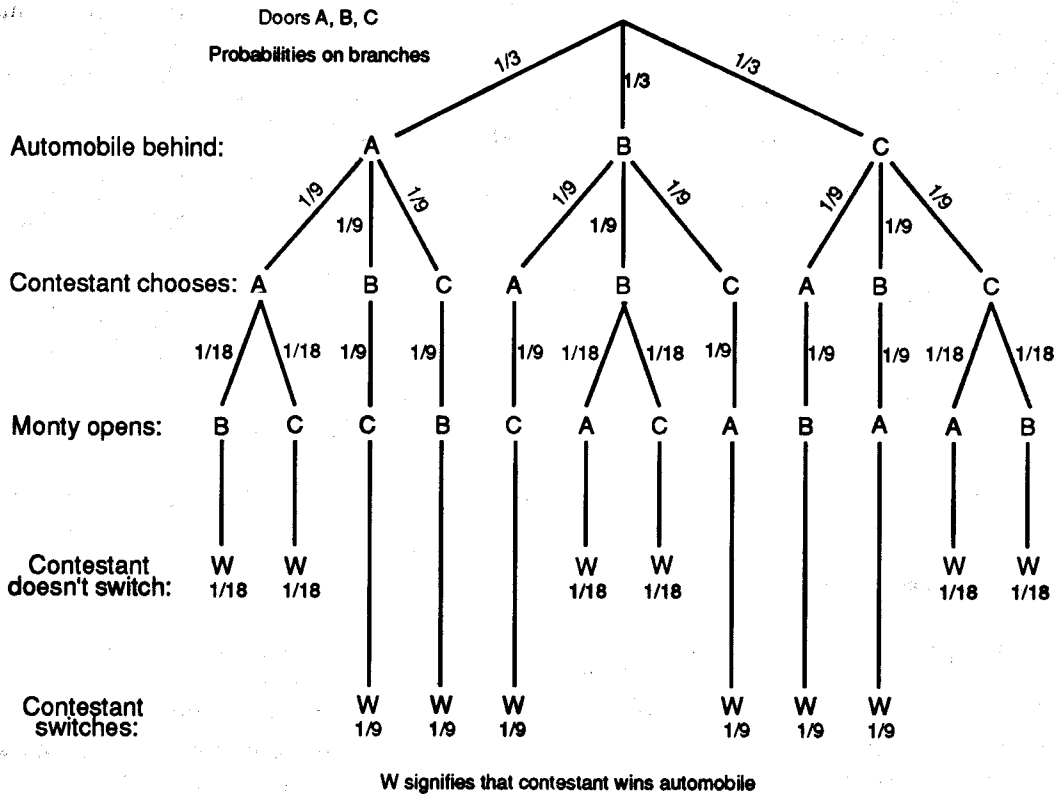 Doors A, B, C
Probabilities on branches
1/3 1/3 1/3
Automobile behind: A B C
1/9 1/9 1/9 1/9 1/9 1/9 1/9 1/9 1/9
Contestant chooses: A B C A B C A B C
1/18 1/18 1/9 1/9 1/9 1/18 1/18 1/9 1/9 1/9 1/18 1/18
Monty opens: B C C B C A C A B A A B
Contestant W W W W W W
doesn't switch: 1/18 1/18 1/18 1/18 1/18 1/18
Contestant W W W W W W
switches: 1/9 1/9 1/9 1/9 1/9 1/9
W signifies that contestant wins automobile